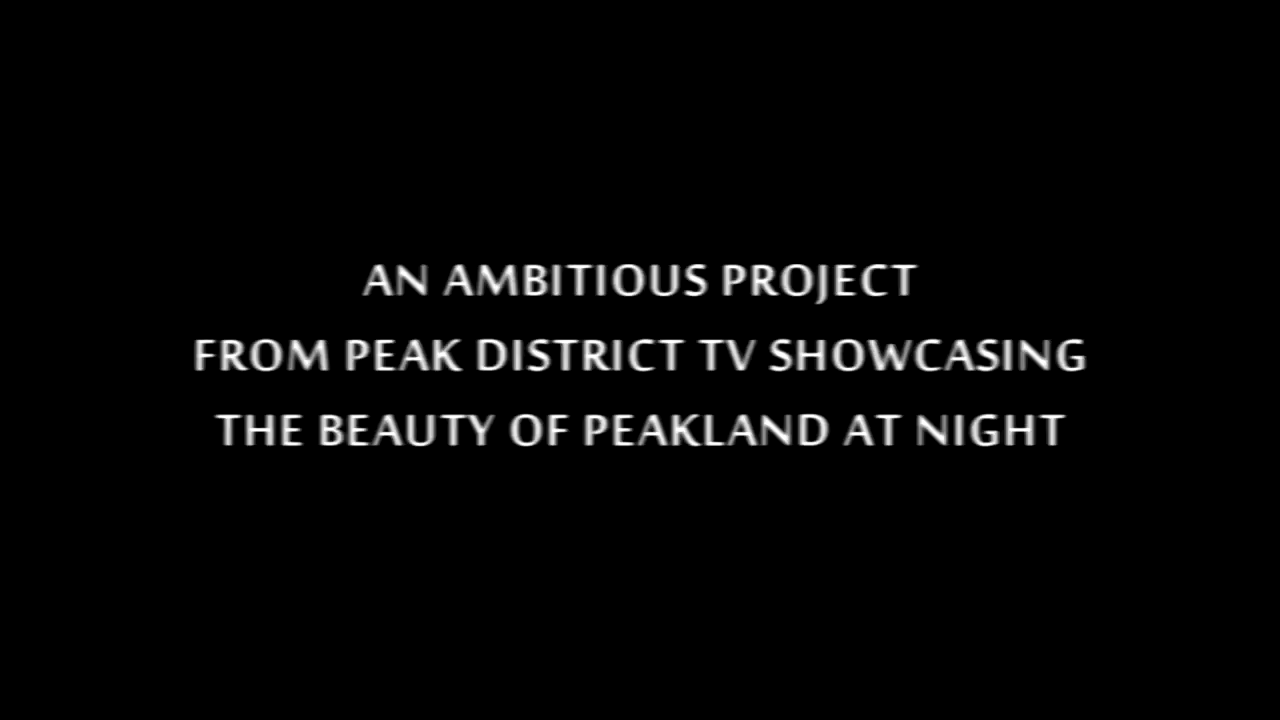 AN AMBITIOUS PROJECT
FROM PEAK DISTRICT TV SHOWCASING
THE BEAUTY OF PEAKLAND AT NIGHT